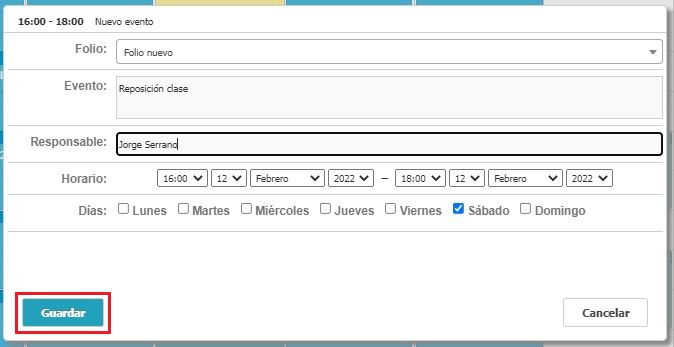 16:00 - 18:00 Nuevo evento
Folio: Folio nuevo
Evento: Reposición clase
Responsable: Jorge Serrano
Horario: 16:00 12 Febrero 2022 – 18:00 12 Febrero 2022
Días: Lunes Martes Miércoles Jueves Viernes Sábado Domingo
Guardar Cancelar